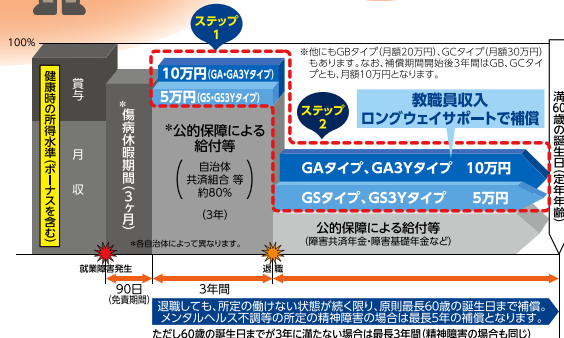 ステップ
1
100%
※他にもGBタイプ(月額20万円)、GCタイプ(月額30万円)
もあります。なお、補償期間開始後3年間はGB、GCタイ
プとも、月額10万円となります。
健康時の所得水準(ボーナスを含む)
賞与
月収
*傷病休暇期間(3ヶ月)
10万円(GA・GA3Yタイプ)
5万円(GS・GS3Yタイプ)
*公的保障による
給付等
自治体
共済組合 等
約80%
(3年)
*各自治体によって異なります。
ステップ
2
教職員収入
ロングウェイサポートで補償
GAタイプ、GA3Yタイプ 10万円
GSタイプ、GS3Yタイプ 5万円
公的保障による給付等
(障害共済年金・障害基礎年金など)
満60歳の誕生日(定年年齢)
就業障害発生
退職
90日
(免責期間)
3年間
退職しても、所定の働けない状態が続く限り、原則最長60歳の誕生日まで補償。
メンタルヘルス不調等の所定の精神障害の場合は最長5年の補償となります。
ただし60歳の誕生日までが3年に満たない場合は最長3年間(精神障害の場合も同じ)